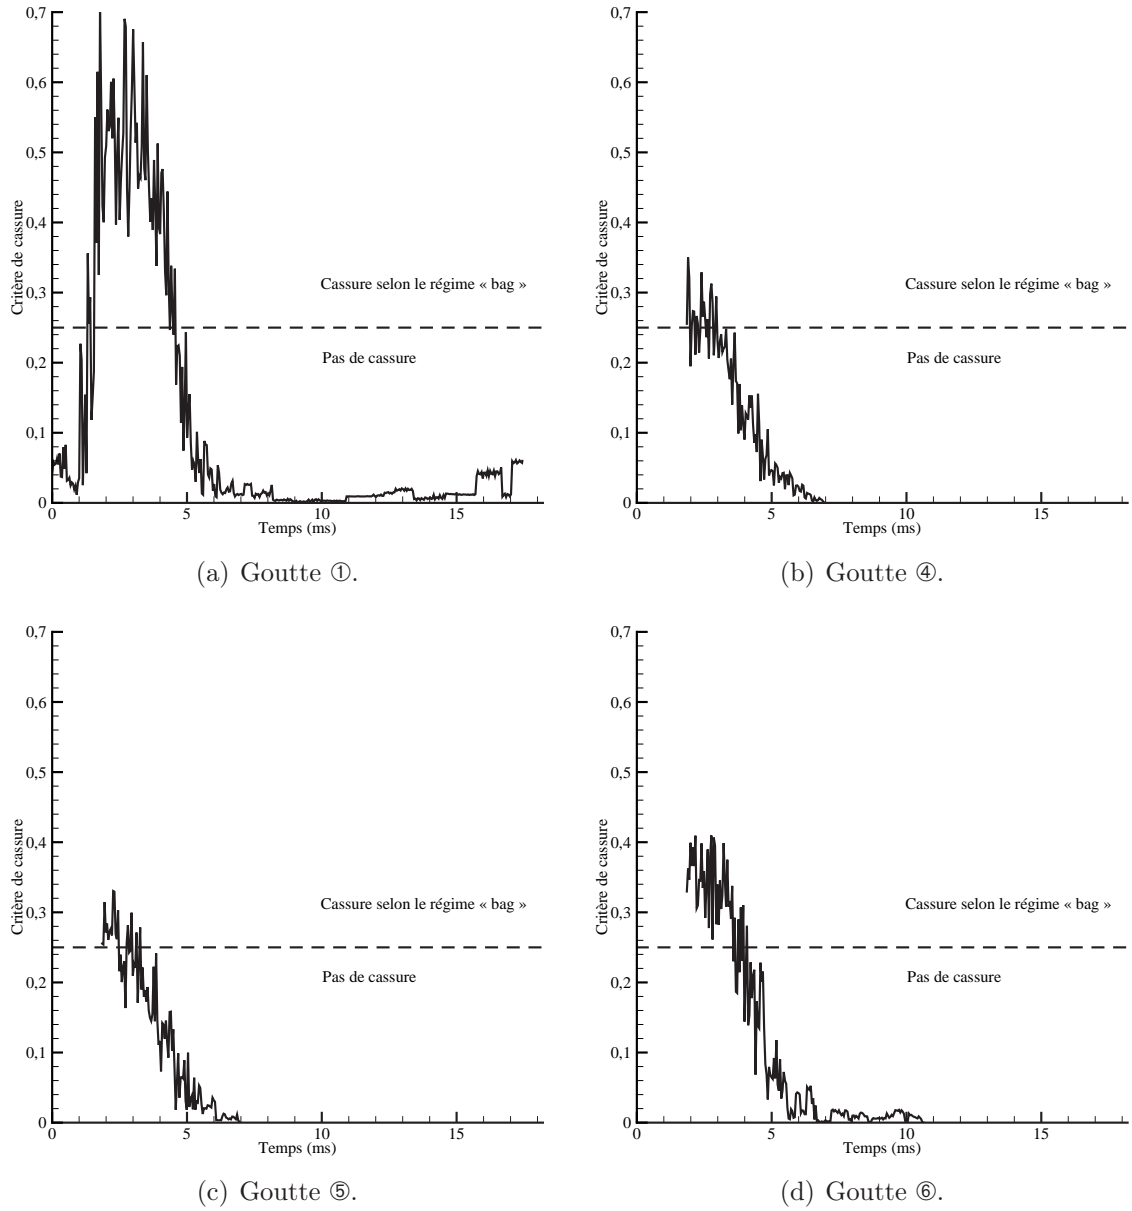 0,7
0,6
0,5
0,4
0,3
0,2
0,1
0
Critère de cassure
Cassure selon le régime « bag »
Pas de cassure
0 5 10 15
Temps (ms)
(a) Goutte ①.
0,7
0,6
0,5
0,4
0,3
0,2
0,1
0
Critère de cassure
Cassure selon le régime « bag »
Pas de cassure
0 5 10 15
Temps (ms)
(b) Goutte ④.
0,7
0,6
0,5
0,4
0,3
0,2
0,1
0
Critère de cassure
Cassure selon le régime « bag »
Pas de cassure
0 5 10 15
Temps (ms)
(c) Goutte ⑤.
0,7
0,6
0,5
0,4
0,3
0,2
0,1
0
Critère de cassure
Cassure selon le régime « bag »
Pas de cassure
0 5 10 15
Temps (ms)
(d) Goutte ⑥.